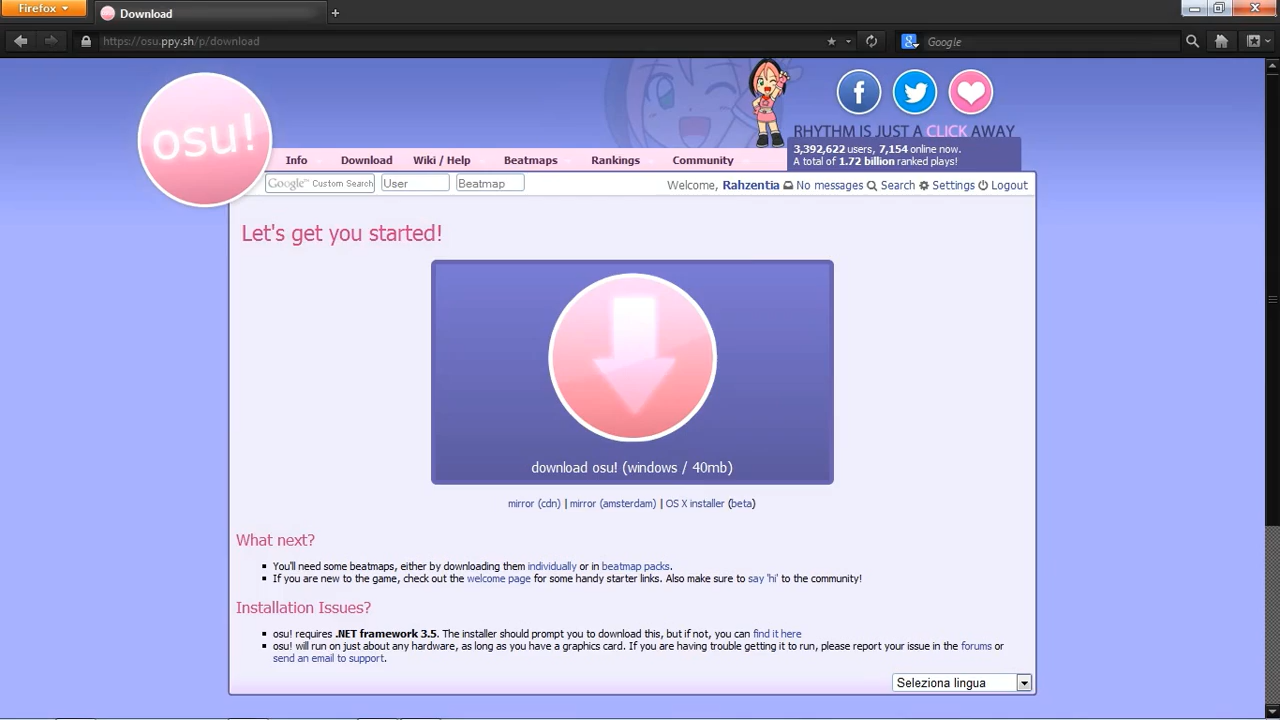 Firefox
Download
https://osu.ppy.sh/p/download
Google
osu!
RHYTHM IS JUST A CLICK AWAY
3,392,622 users, 7,154 online now.
A total of 1.72 billion ranked plays!
Info Download Wiki / Help Beatmaps Rankings Community
Google™ Custom Search User Beatmap
Welcome, Rahzentia No messages Search Settings Logout
Let's get you started!
download osu! (windows / 40mb)
mirror (cdn) | mirror (amsterdam) | OS X installer (beta)
What next?
You'll need some beatmaps, either by downloading them individually or in beatmap packs.
If you are new to the game, check out the welcome page for some handy starter links. Also make sure to say 'hi' to the community!
Installation Issues?
osu! requires .NET framework 3.5. The installer should prompt you to download this, but if not, you can find it here
osu! will run on just about any hardware, as long as you have a graphics card. If you are having trouble getting it to run, please report your issue in the forums or
send an email to support.
Seleziona lingua